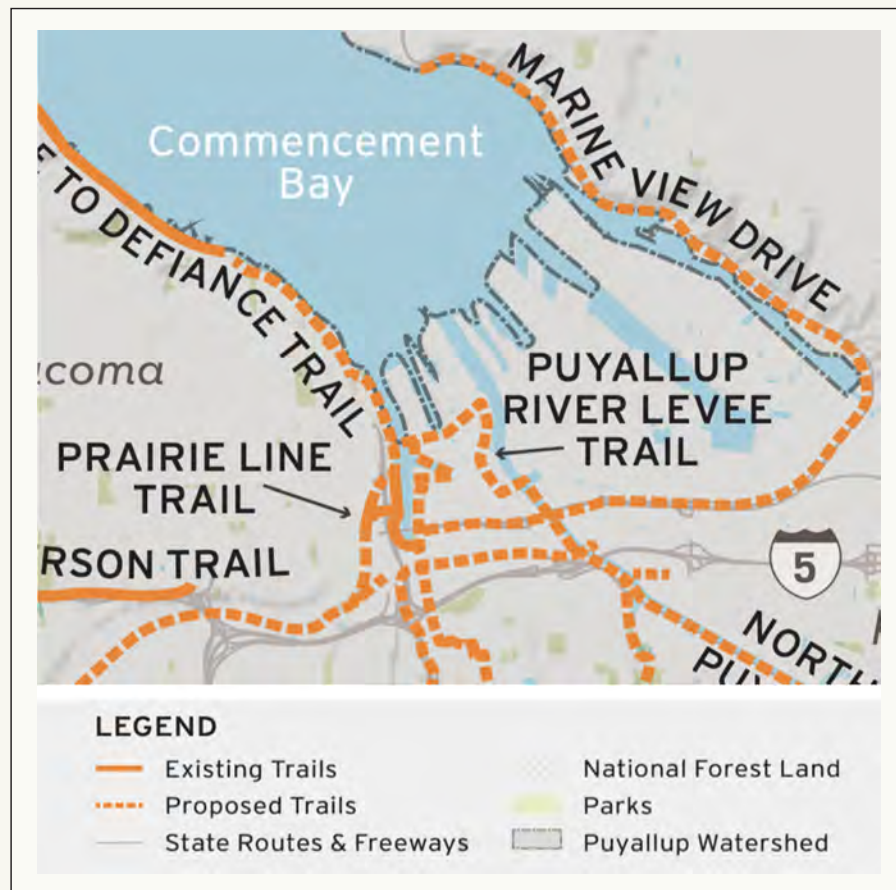 Commencement
Bay
MARINE VIEW DRIVE
E TO DEFIANCE TRAIL
coma
PUYALLUP
RIVER LEVEE
TRAIL
PRAIRIE LINE
TRAIL
RSON TRAIL
5
NORTH
PUY
LEGEND
Existing Trails
Proposed Trails
State Routes & Freeways
National Forest Land
Parks
Puyallup Watershed